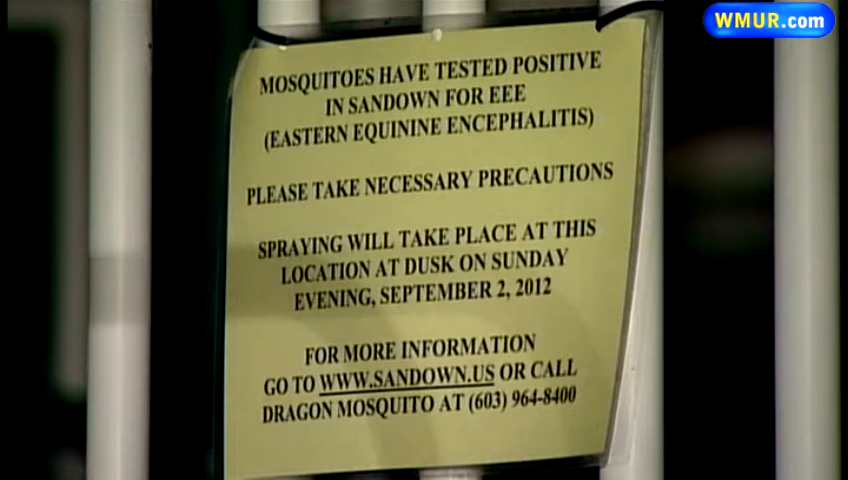 WMUR.com
MOSQUITOES HAVE TESTED POSITIVE
IN SANDOWN FOR EEE
(EASTERN EQUININE ENCEPHALITIS)
PLEASE TAKE NECESSARY PRECAUTIONS
SPRAYING WILL TAKE PLACE AT THIS
LOCATION AT DUSK ON SUNDAY
EVENING, SEPTEMBER 2, 2012
FOR MORE INFORMATION
GO TO WWW.SANDOWN.US OR CALL
DRAGON MOSQUITO AT (603) 964-8400